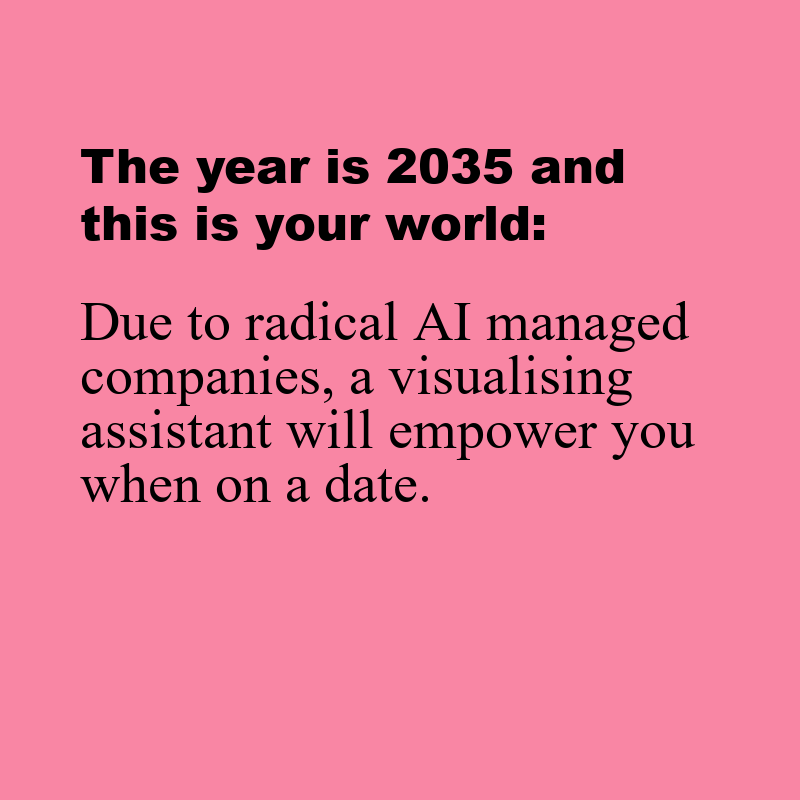 The year is 2035 and
this is your world:
Due to radical AI managed
companies, a visualising
assistant will empower you
when on a date.